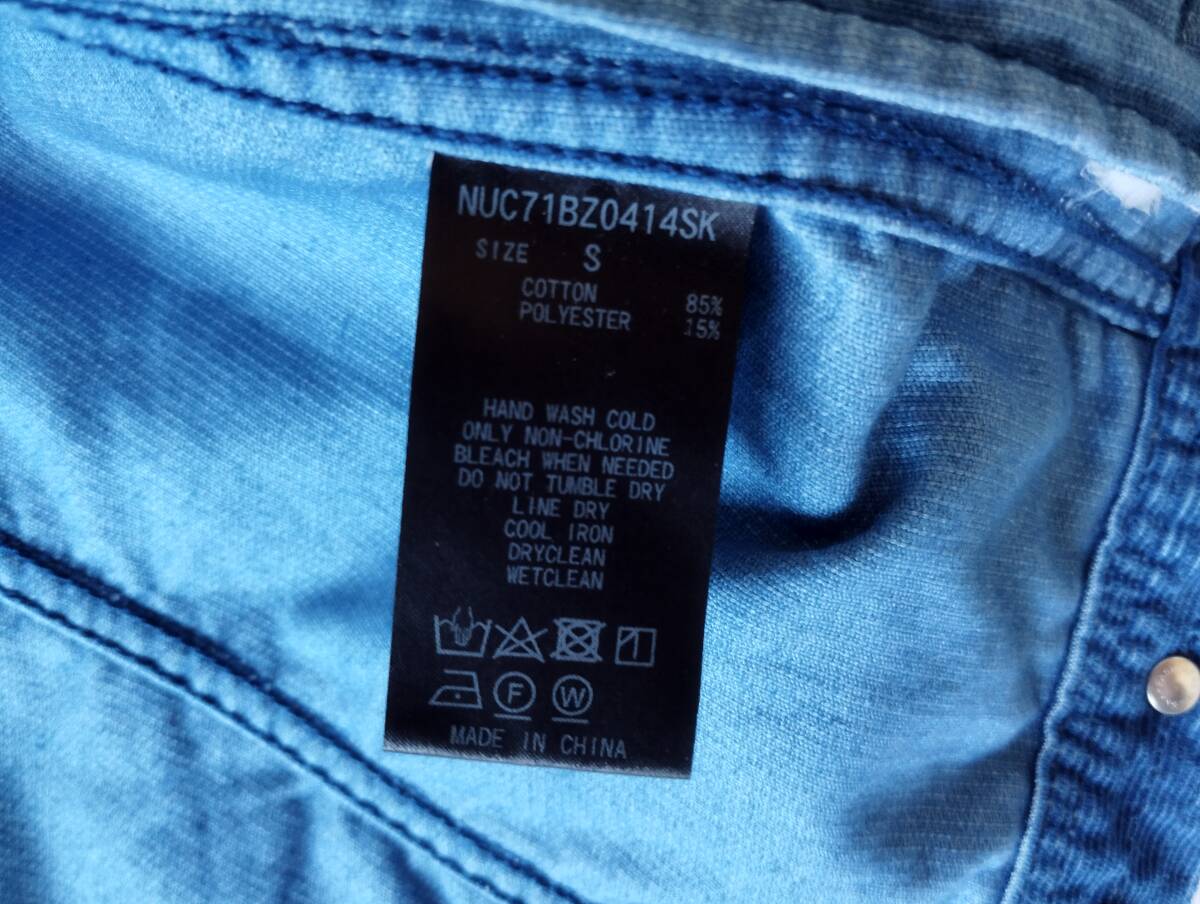 NUC71BZ0414SK
SIZE S
COTTON 85%
POLYESTER 15%
HAND WASH COLD
ONLY NON-CHLORINE
BLEACH WHEN NEEDED
DO NOT TUMBLE DRY
LINE DRY
COOL IRON
DRYCLEAN
WETCLEAN
F W
MADE IN CHINA